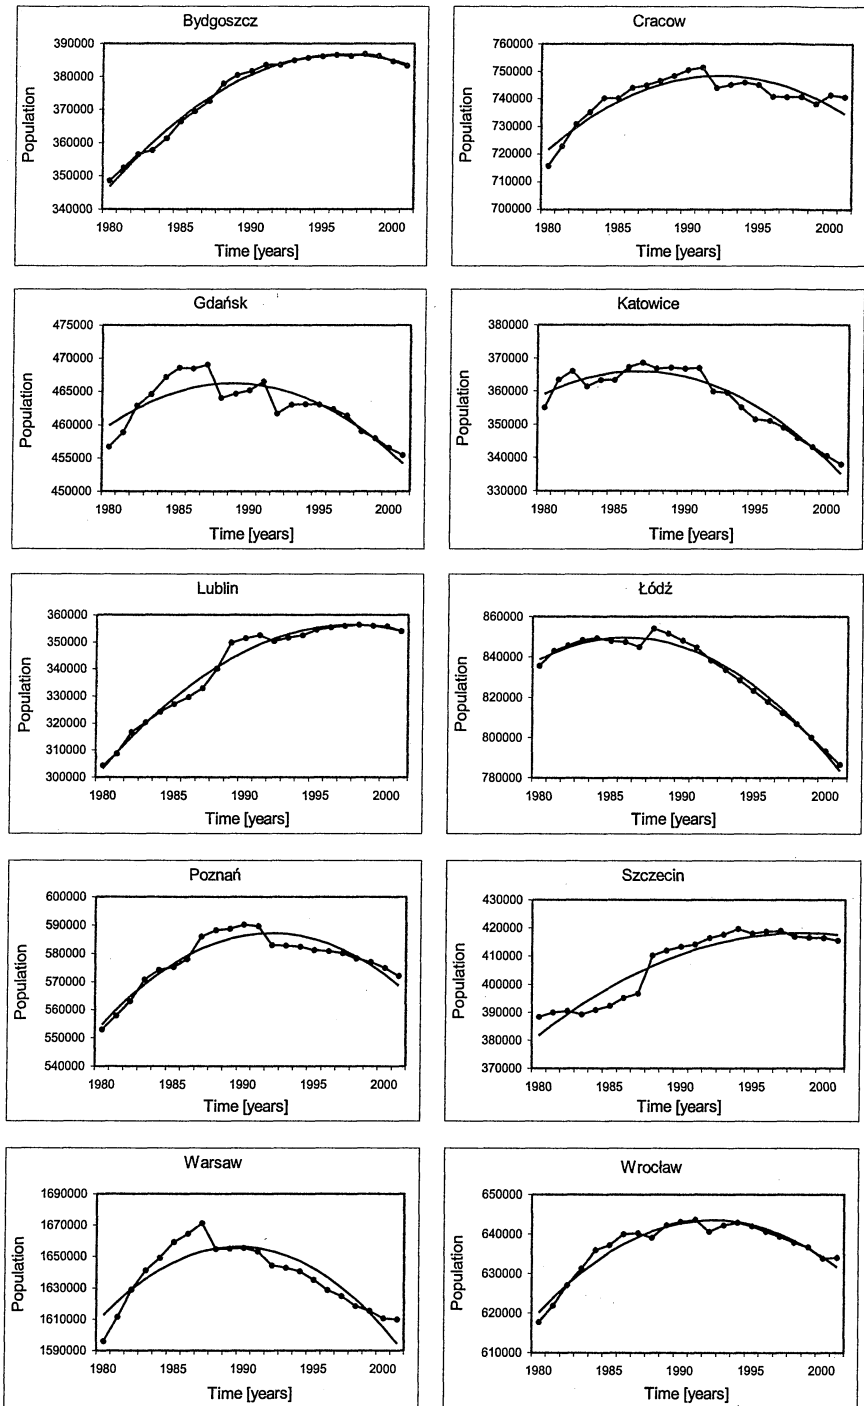 Bydgoszcz
390000
380000
370000
360000
350000
340000
Population
1980 1985 1990 1995 2000
Time [years]
Cracow
760000
750000
740000
730000
720000
710000
700000
Population
1980 1985 1990 1995 2000
Time [years]
Gdańsk
475000
470000
465000
460000
455000
450000
Population
1980 1985 1990 1995 2000
Time [years]
Katowice
380000
370000
360000
350000
340000
330000
Population
1980 1985 1990 1995 2000
Time [years]
Lublin
360000
350000
340000
330000
320000
310000
300000
Population
1980 1985 1990 1995 2000
Time [years]
Łódź
860000
840000
820000
800000
780000
Population
1980 1985 1990 1995 2000
Time [years]
Poznań
600000
590000
580000
570000
560000
550000
540000
Population
1980 1985 1990 1995 2000
Time [years]
Szczecin
430000
420000
410000
400000
390000
380000
370000
Population
1980 1985 1990 1995 2000
Time [years]
Warsaw
1690000
1670000
1650000
1630000
1610000
1590000
Population
1980 1985 1990 1995 2000
Time [years]
Wrocław
650000
640000
630000
620000
610000
Population
1980 1985 1990 1995 2000
Time [years]